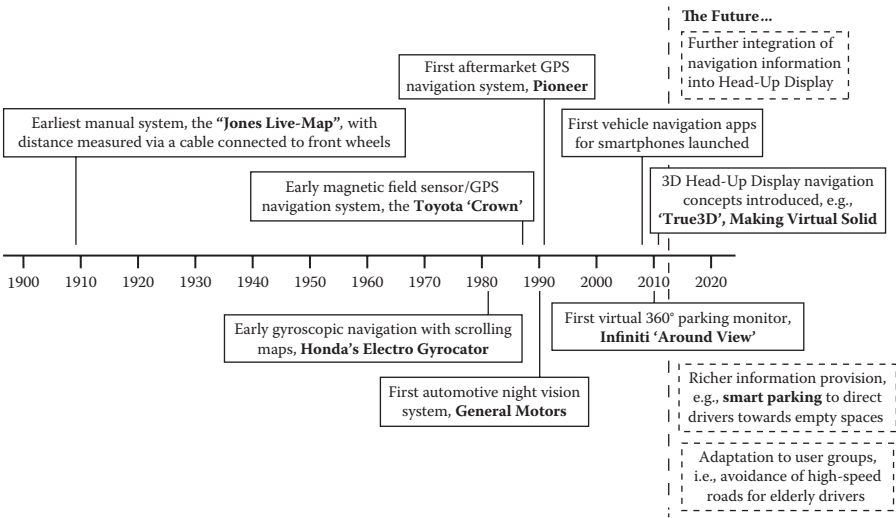 The Future...
Further integration of
navigation information
into Head-Up Display
First aftermarket GPS
navigation system, Pioneer
Earliest manual system, the “Jones Live-Map”, with
distance measured via a cable connected to front wheels
First vehicle navigation apps
for smartphones launched
Early magnetic field sensor/GPS
navigation system, the Toyota ‘Crown’
3D Head-Up Display navigation
concepts introduced, e.g.,
‘True3D’, Making Virtual Solid
1900 1910 1920 1930 1940 1950 1960 1970 1980 1990 2000 2010 2020
Early gyroscopic navigation with scrolling
maps, Honda’s Electro Gyrocator
First virtual 360° parking monitor,
Infiniti ‘Around View’
First automotive night vision
system, General Motors
Richer information provision,
e.g., smart parking to direct
drivers towards empty spaces
Adaptation to user groups,
i.e., avoidance of high-speed
roads for elderly drivers